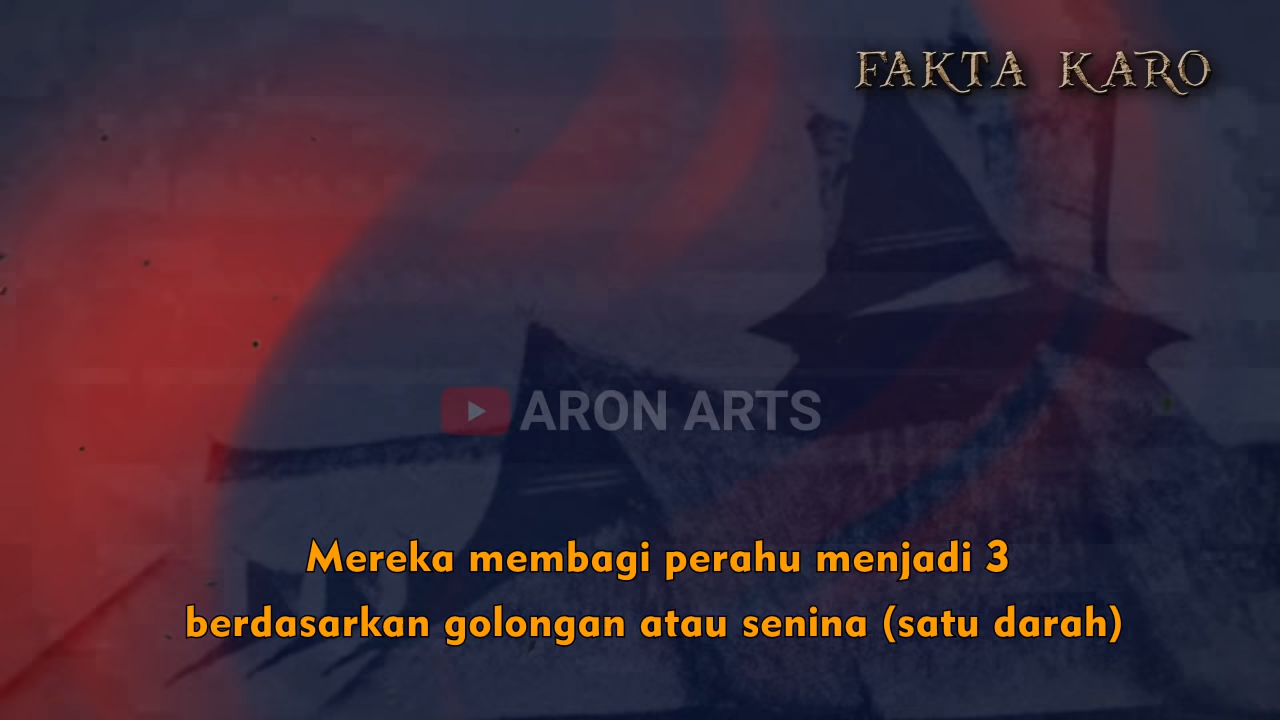 FAKTA KARO
ARON ARTS
Mereka membagi perahu menjadi 3
berdasarkan golongan atau senina (satu darah)